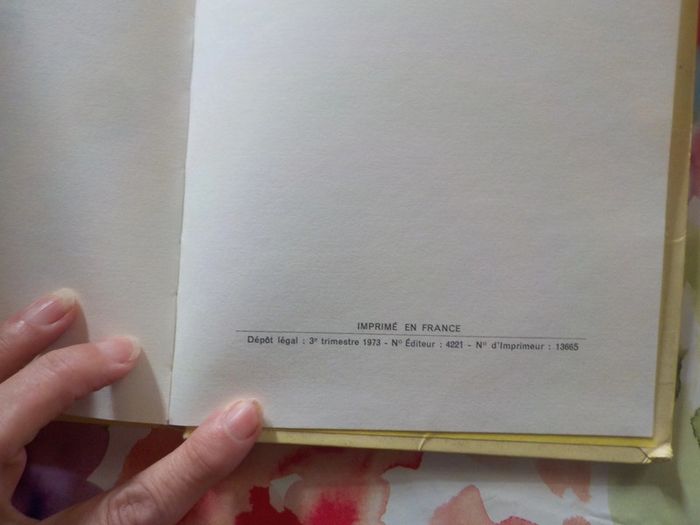 IMPRIMÉ EN FRANCE
Dépôt légal : 3e trimestre 1973 - No Éditeur : 4221 - No d'Imprimeur : 13665